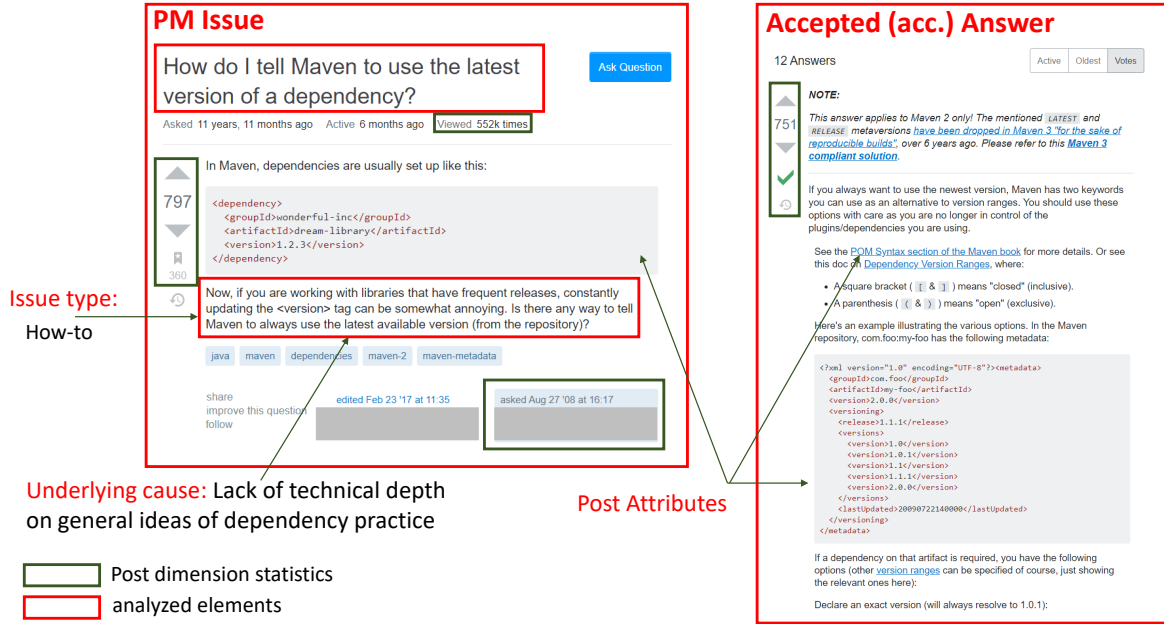 PM Issue
How do I tell Maven to use the latest
version of a dependency?
Ask Question
Asked 11 years, 11 months ago Active 6 months ago Viewed 552k times
797
360
In Maven, dependencies are usually set up like this:
<dependency>
<groupId>wonderful-inc</groupId>
<artifactId>dream-library</artifactId>
<version>1.2.3</version>
</dependency>
Now, if you are working with libraries that have frequent releases, constantly
updating the <version> tag can be somewhat annoying. Is there any way to tell
Maven to always use the latest available version (from the repository)?
java maven dependencies maven-2 maven-metadata
share
improve this question
follow
edited Feb 23 '17 at 11:35
asked Aug 27 '08 at 16:17
Issue type:
How-to
Underlying cause: Lack of technical depth
on general ideas of dependency practice
Post Attributes
Post dimension statistics
analyzed elements
Accepted (acc.) Answer
12 Answers
Active Oldest Votes
751
NOTE:
This answer applies to Maven 2 only! The mentioned LATEST and
RELEASE metaversions have been dropped in Maven 3 "for the sake of
reproducible builds", over 6 years ago. Please refer to this Maven 3
compliant solution.
If you always want to use the newest version, Maven has two keywords
you can use as an alternative to version ranges. You should use these
options with care as you are no longer in control of the
plugins/dependencies you are using.
See the POM Syntax section of the Maven book for more details. Or see
this doc on Dependency Version Ranges, where:
• A square bracket ( [ & ] ) means "closed" (inclusive).
• A parenthesis ( ( & ) ) means "open" (exclusive).
Here's an example illustrating the various options. In the Maven
repository, com.foo:my-foo has the following metadata:
<?xml version="1.0" encoding="UTF-8"?><metadata>
<groupId>com.foo</groupId>
<artifactId>my-foo</artifactId>
<version>2.0.0</version>
<versioning>
<release>1.1.1</release>
<versions>
<version>1.0</version>
<version>1.0.1</version>
<version>1.1</version>
<version>1.1.1</version>
<version>2.0.0</version>
</versions>
<lastUpdated>20090722140000</lastUpdated>
</versioning>
</metadata>
If a dependency on that artifact is required, you have the following
options (other version ranges can be specified of course, just showing
the relevant ones here):
Declare an exact version (will always resolve to 1.0.1):